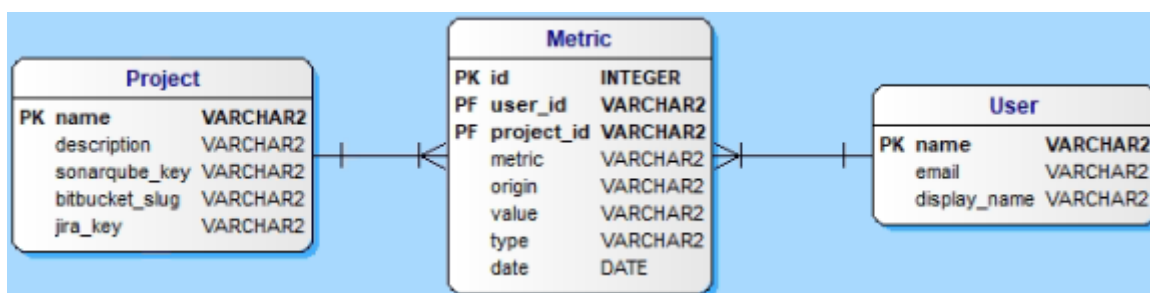 Project
PK name VARCHAR2
description VARCHAR2
sonarqube_key VARCHAR2
bitbucket_slug VARCHAR2
jira_key VARCHAR2
Metric
PK id INTEGER
PF user_id VARCHAR2
PF project_id VARCHAR2
metric VARCHAR2
origin VARCHAR2
value VARCHAR2
type VARCHAR2
date DATE
User
PK name VARCHAR2
email VARCHAR2
display_name VARCHAR2